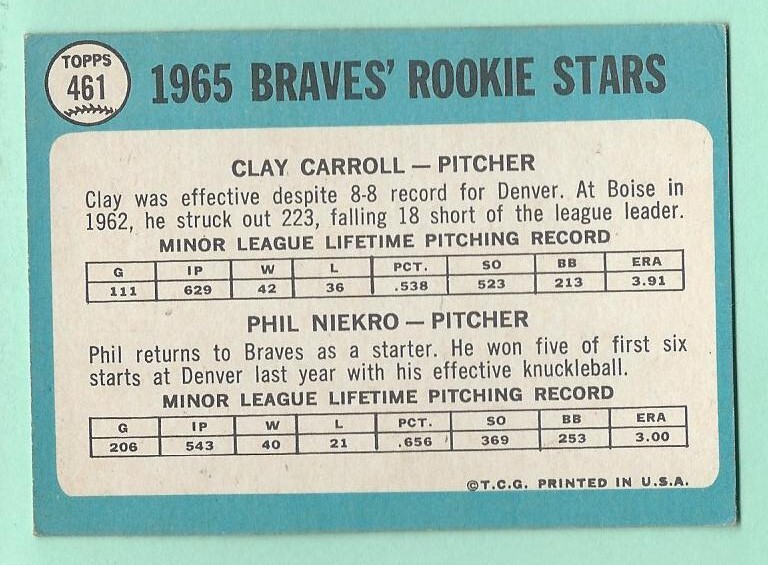 TOPPS
461
1965 BRAVES' ROOKIE STARS
CLAY CARROLL — PITCHER
Clay was effective despite 8-8 record for Denver. At Boise in
1962, he struck out 223, falling 18 short of the league leader.
MINOR LEAGUE LIFETIME PITCHING RECORD
G IP W L PCT. SO BB ERA
111 629 42 36 .538 523 213 3.91
PHIL NIEKRO — PITCHER
Phil returns to Braves as a starter. He won five of first six
starts at Denver last year with his effective knuckleball.
MINOR LEAGUE LIFETIME PITCHING RECORD
G IP W L PCT. SO BB ERA
206 543 40 21 .656 369 253 3.00
©T.C.G. PRINTED IN U.S.A.